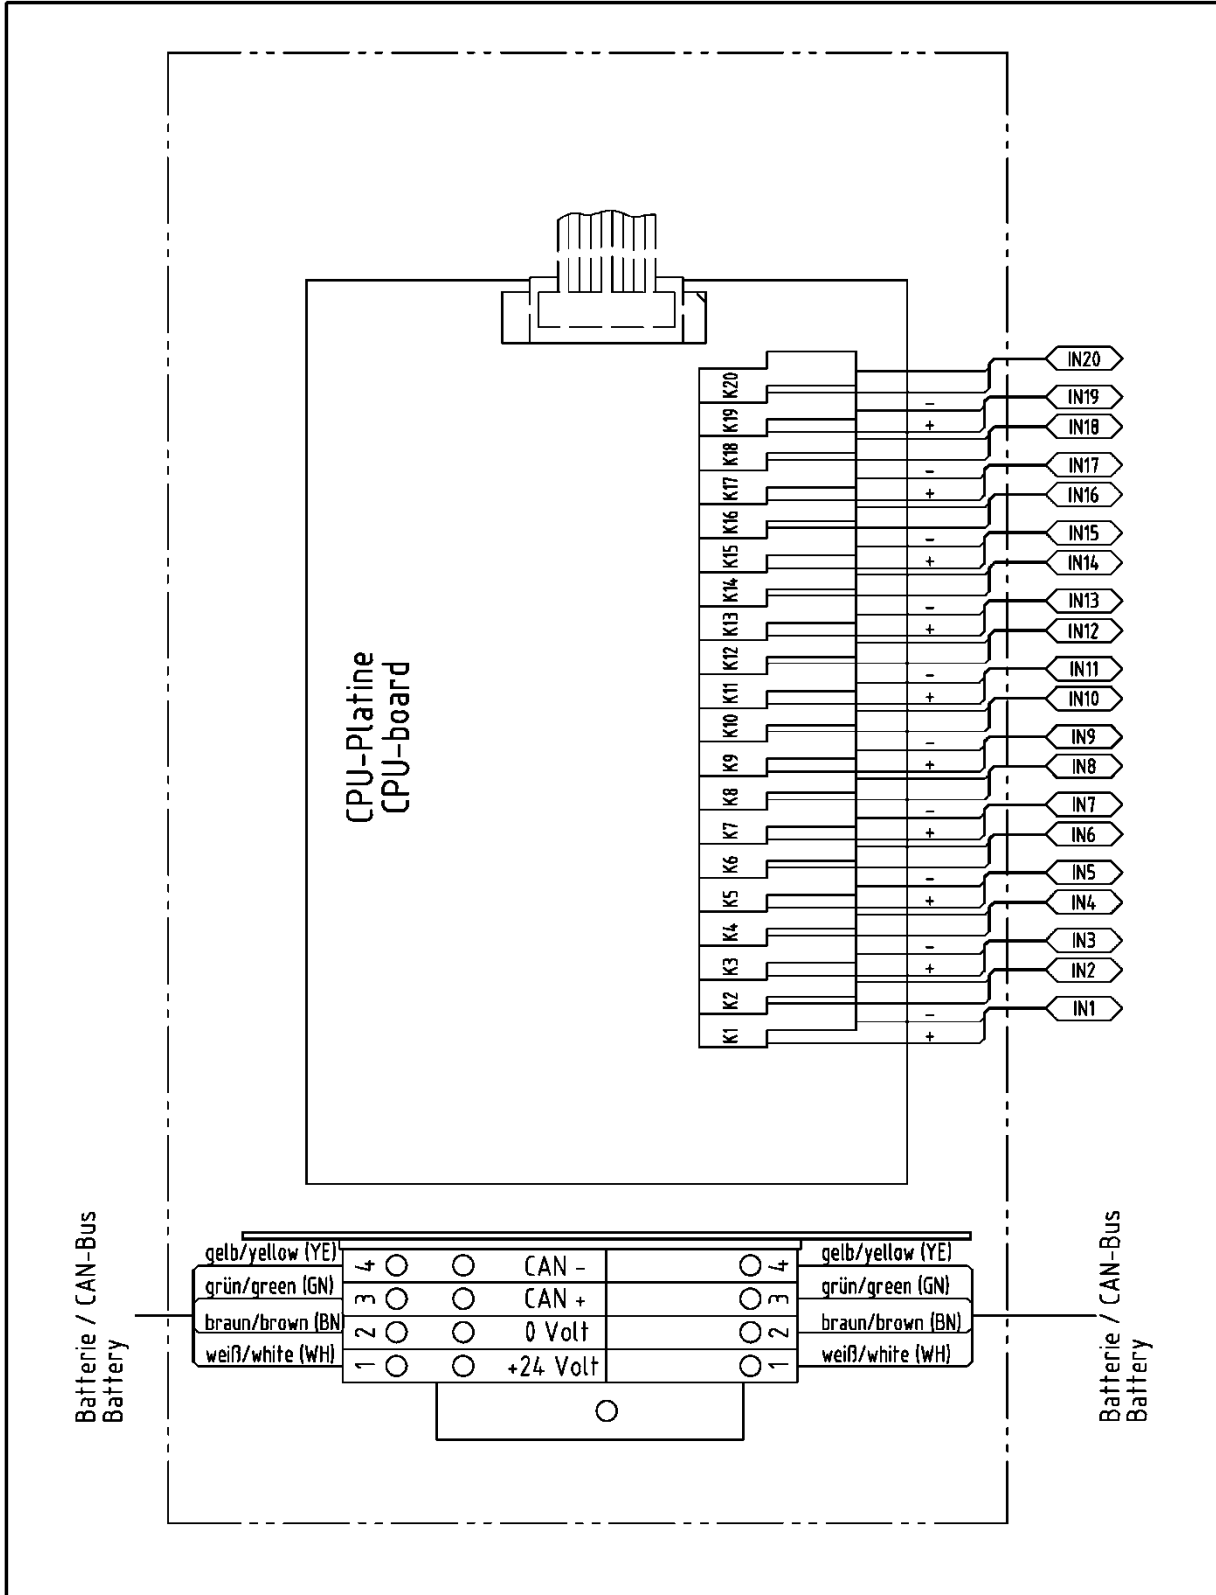 CPU-Platine
CPU-board
K20
K19
K18
K17
K16
K15
K14
K13
K12
K11
K10
K9
K8
K7
K6
K5
K4
K3
K2
K1
-
+
-
+
-
+
-
+
-
+
-
+
-
+
-
+
-
+
-
+
IN20
IN19
IN18
IN17
IN16
IN15
IN14
IN13
IN12
IN11
IN10
IN9
IN8
IN7
IN6
IN5
IN4
IN3
IN2
IN1
Batterie / CAN-Bus
Battery
gelb/yellow (YE)
grün/green (GN)
braun/brown (BN)
weiß/white (WH)
4 CAN - 4
3 CAN + 3
2 0 Volt 2
1 +24 Volt 1
gelb/yellow (YE)
grün/green (GN)
braun/brown (BN)
weiß/white (WH)
Batterie / CAN-Bus
Battery